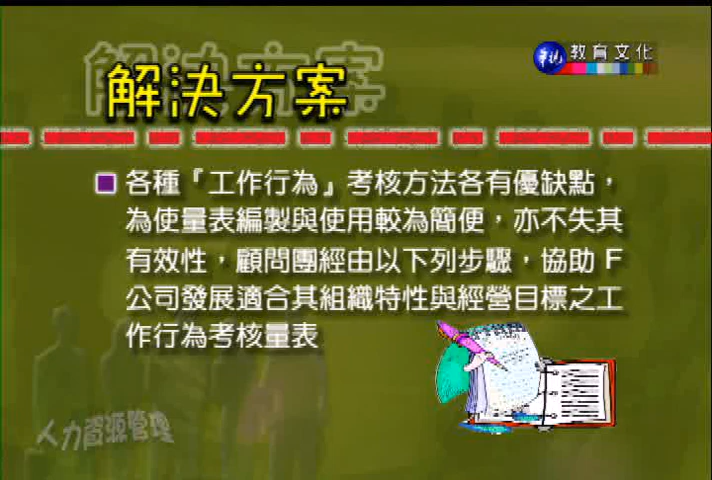 華視 教育文化
解決方案
各種『工作行為』考核方法各有優缺點，
為使量表編製與使用較為簡便，亦不失其
有效性，顧問團經由以下列步驟，協助 F
公司發展適合其組織特性與經營目標之工
作行為考核量表
人力資源管理